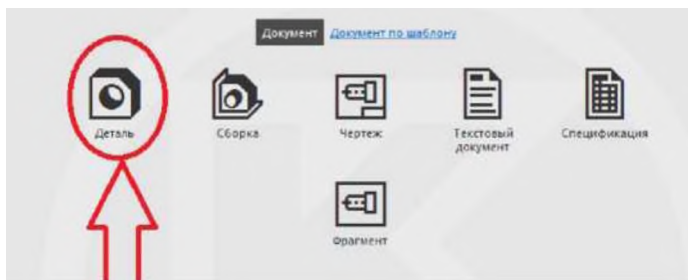 Документ Документ по шаблону
Деталь Сборка Чертеж Текстовый документ Спецификация
Фрагмент